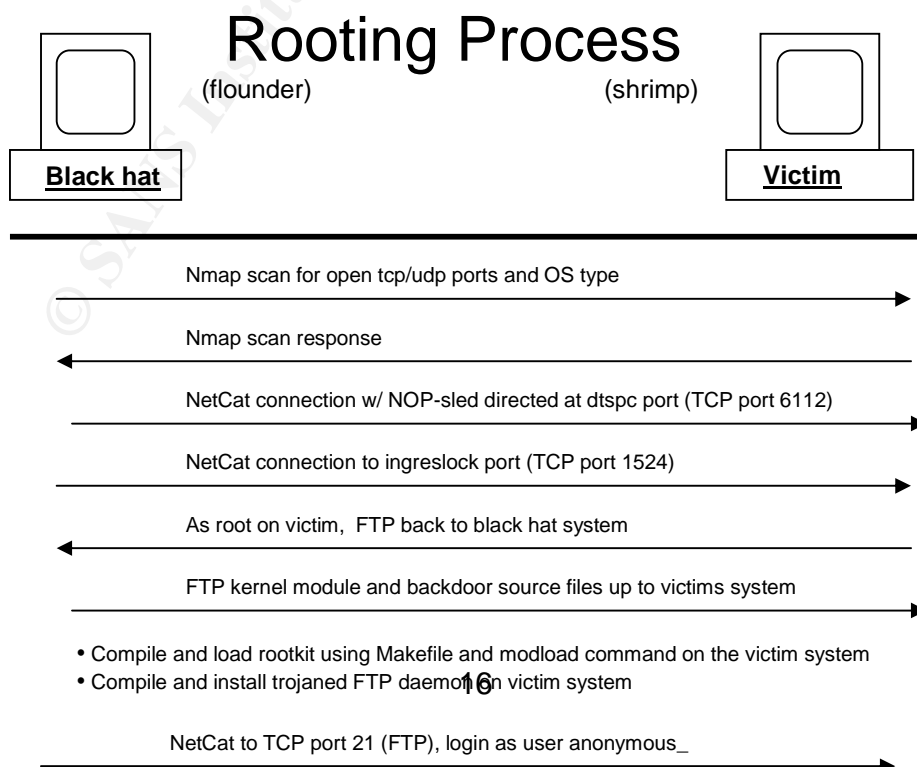 Rooting Process
(flounder)
(shrimp)
Black hat
Victim
Nmap scan for open tcp/udp ports and OS type
Nmap scan response
NetCat connection w/ NOP-sled directed at dtspc port (TCP port 6112)
NetCat connection to ingreslock port (TCP port 1524)
As root on victim,  FTP back to black hat system
FTP kernel module and backdoor source files up to victims system
• Compile and load rootkit using Makefile and modload command on the victim system
• Compile and install trojaned FTP daemon on victim system
16
NetCat to TCP port 21 (FTP), login as user anonymous_
© SANS